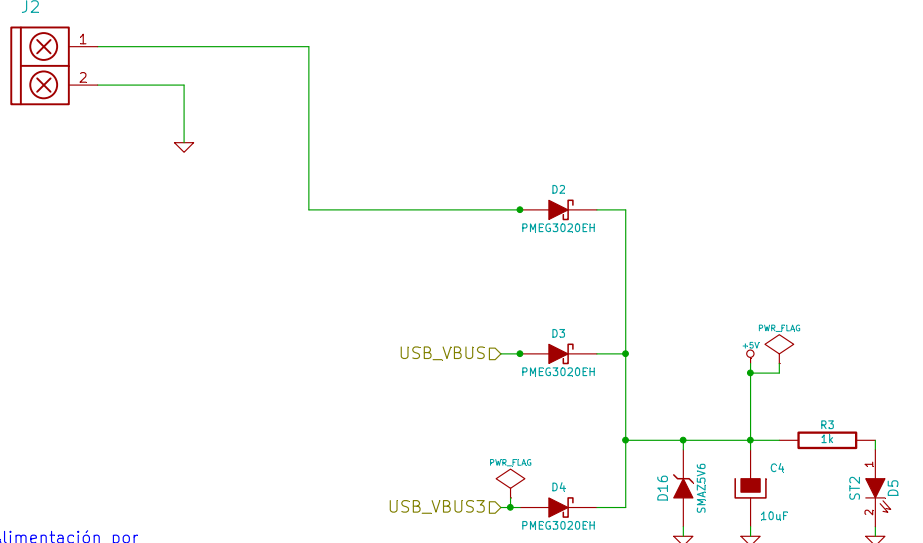 J2
1
2
D2
PMEG3020EH
D3
USB_VBUS
PMEG3020EH
PWR_FLAG
+5V
R3
1k
PWR_FLAG
D4
USB_VBUS3
PMEG3020EH
D16
SMAZ5V6
C4
10uF
1
ST2
D5
2
Alimentación por